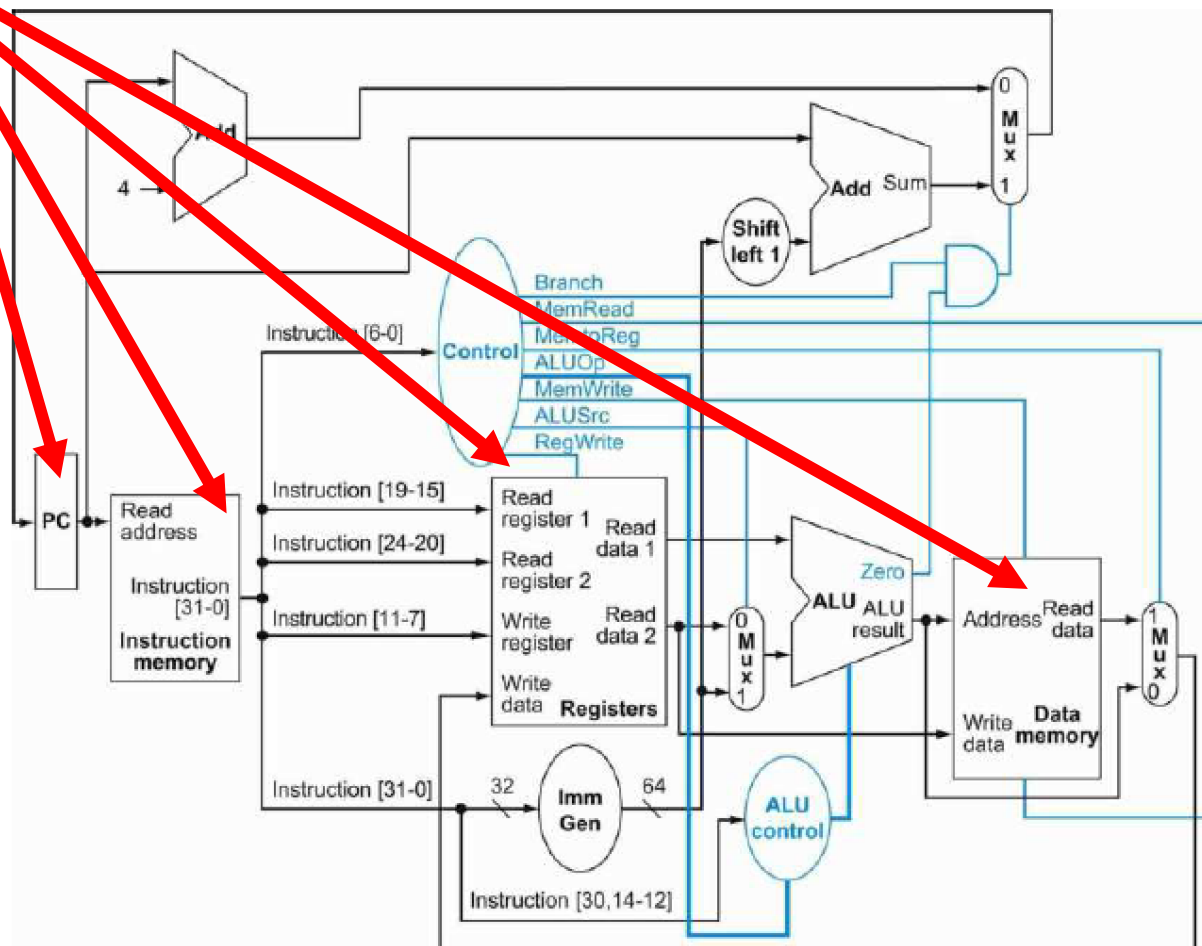 0
Mux
1
Add
4
Add Sum
Shift
left 1
Branch
MemRead
MemtoReg
ALUOp
MemWrite
ALUSrc
RegWrite
Instruction [6-0]
Control
PC
Read
address
Instruction
[31-0]
Instruction
memory
Instruction [19-15]
Instruction [24-20]
Instruction [11-7]
Instruction [31-0]
Read
register 1
Read
data 1
Read
register 2
Write
register
Read
data 2
Write
data
Registers
0
Mux
1
Zero
ALU
ALU
result
Address
Read
data
Write
data
Data
memory
1
Mux
0
32
Imm
Gen
64
ALU
control
Instruction [30,14-12]